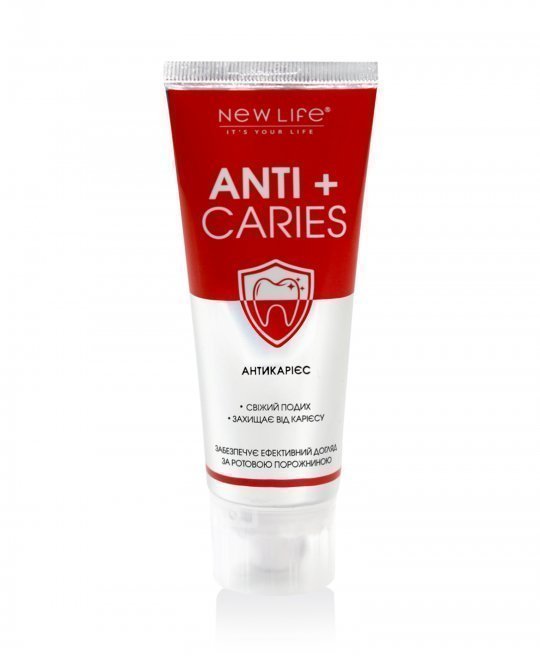 NEW LIFE®
IT'S YOUR LIFE
ANTI +
CARIES
АНТИКАРІЄС
• СВІЖИЙ ПОДИХ
• ЗАХИЩАЄ ВІД КАРІЄСУ
ЗАБЕЗПЕЧУЄ ЕФЕКТИВНИЙ ДОГЛЯД
ЗА РОТОВОЮ ПОРОЖНИНОЮ